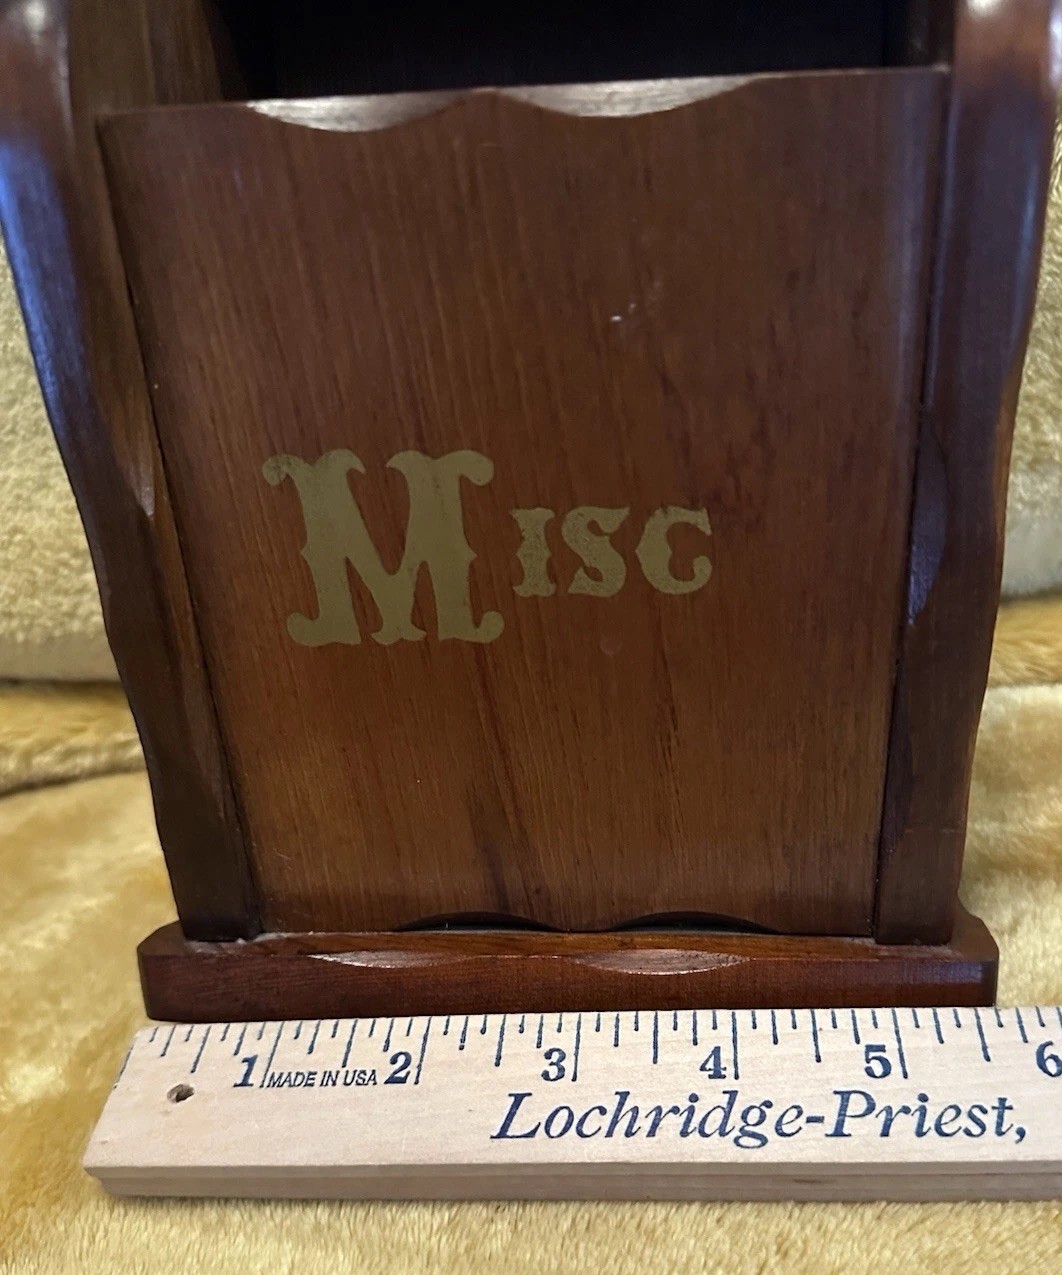 Misc
1 MADE IN USA 2 3 4 5 6
Lochridge-Priest,